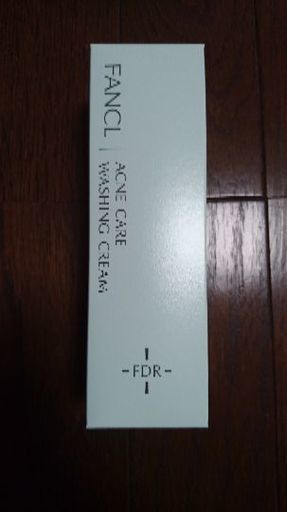 FANCL
ACNE CARE
WASHING CREAM
FDR